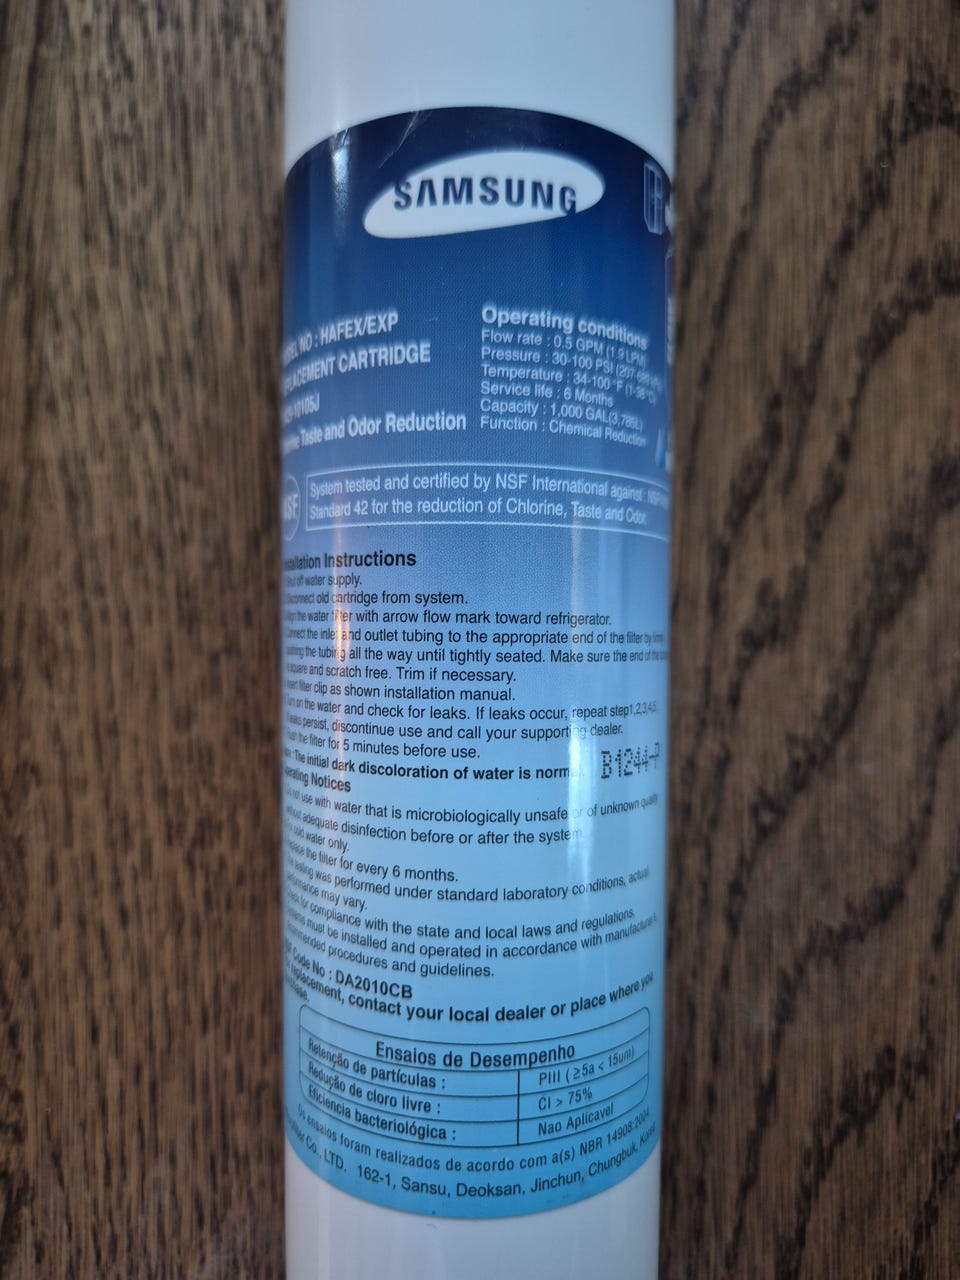 SAMSUNG
NO : HAFEX/EXP
CARTRIDGE
Taste and Odor Reduction
Operating conditions
Flow rate : 0.5 GPM (1.9 LPM
Pressure : 30-100 PSI (207-
Temperature : 34-100 °F (1-38°C)
Service life : 6 Months
Capacity : 1,000 GAL(3,785L)
Function : Chemical Reduction
NSF
System tested and certified by NSF International against
Standard 42 for the reduction of Chlorine, Taste and Odor.
Instructions
off water supply.
old cartridge from system.
the water filter with arrow flow mark toward refrigerator.
the inlet and outlet tubing to the appropriate end of the filter by
the tubing all the way until tightly seated. Make sure the end of the
square and scratch free. Trim if necessary.
filter clip as shown installation manual.
on the water and check for leaks. If leaks occur, repeat step1,2,3,4,5.
persist, discontinue use and call your supporting dealer.
the filter for 5 minutes before use.
The initial dark discoloration of water is normal.
B1244-P
Notices
not use with water that is microbiologically unsafe or of unknown quality
adequate disinfection before or after the system.
cold water only.
the filter for every 6 months.
testing was performed under standard laboratory conditions, actual
may vary.
for compliance with the state and local laws and regulations.
must be installed and operated in accordance with manufacturer's
procedures and guidelines.
Code No : DA2010CB
replacement, contact your local dealer or place where you
Ensaios de Desempenho
Retenção de partículas : PIII ( ≥5a < 15um)
Redução de cloro livre : CI > 75%
Eficiencia bacteriológica : Nao Aplicavel
Os ensaios foram realizados de acordo com a(s) NBR 14908:2004
Co., LTD. 162-1, Sansu, Deoksan, Jinchun, Chungbuk, Korea